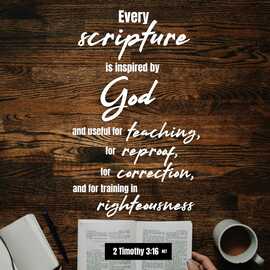 Every
scripture
is inspired by
God
and useful for teaching,
for reproof,
for correction,
and for training in
righteousness
2 Timothy 3:16 NET